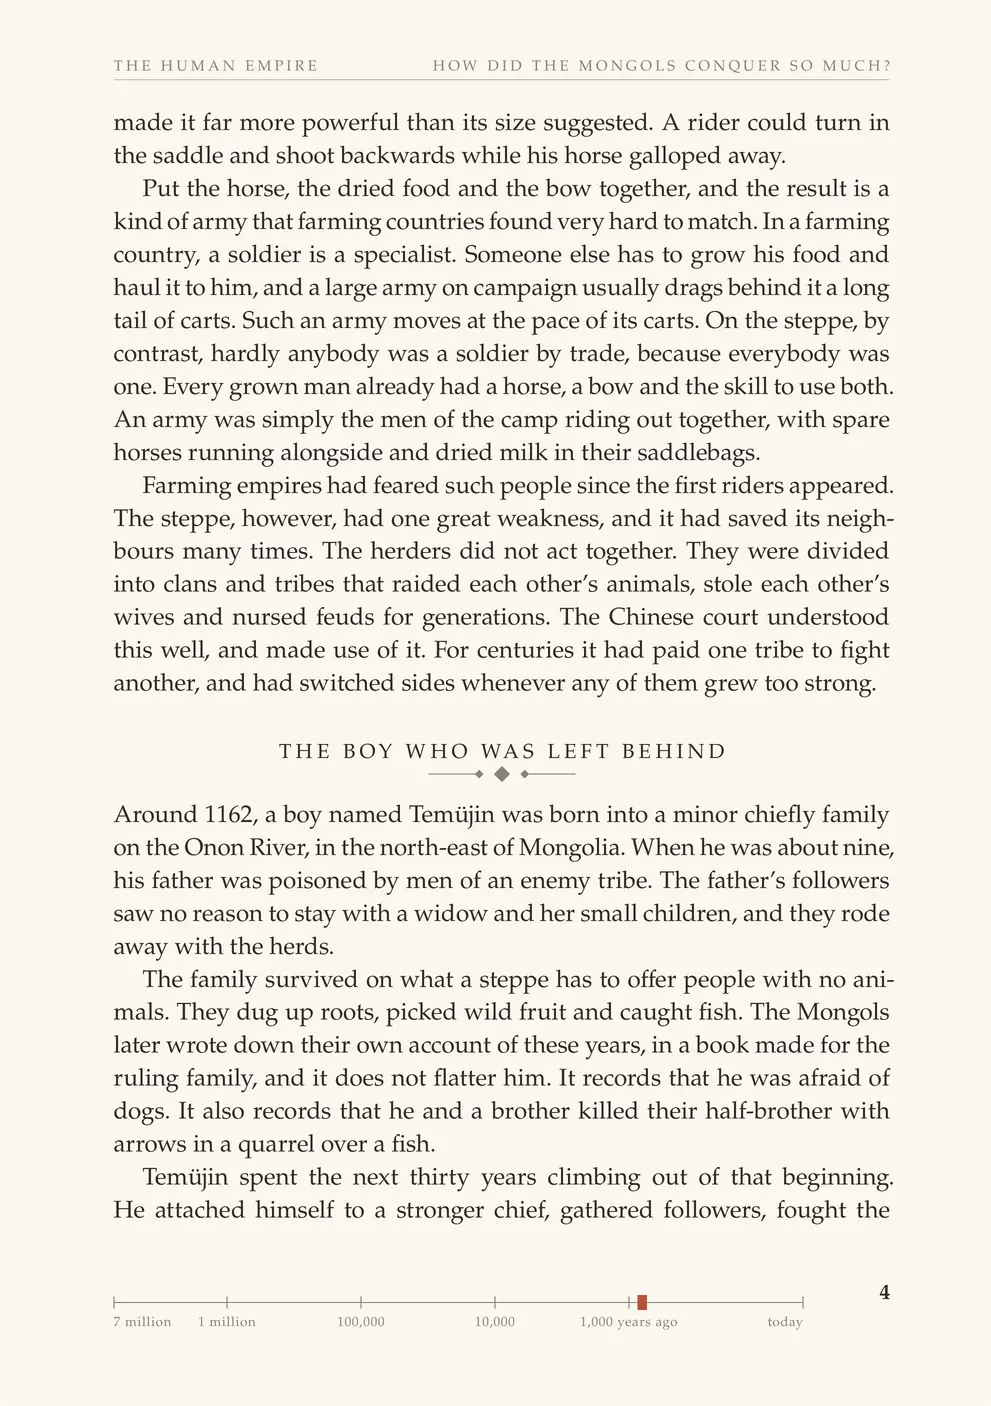 THE HUMAN EMPIRE
HOW DID THE MONGOLS CONQUER SO MUCH?
made it far more powerful than its size suggested. A rider could turn in
the saddle and shoot backwards while his horse galloped away.
Put the horse, the dried food and the bow together, and the result is a
kind of army that farming countries found very hard to match. In a farming
country, a soldier is a specialist. Someone else has to grow his food and
haul it to him, and a large army on campaign usually drags behind it a long
tail of carts. Such an army moves at the pace of its carts. On the steppe, by
contrast, hardly anybody was a soldier by trade, because everybody was
one. Every grown man already had a horse, a bow and the skill to use both.
An army was simply the men of the camp riding out together, with spare
horses running alongside and dried milk in their saddlebags.
Farming empires had feared such people since the first riders appeared.
The steppe, however, had one great weakness, and it had saved its neigh-
bours many times. The herders did not act together. They were divided
into clans and tribes that raided each other’s animals, stole each other’s
wives and nursed feuds for generations. The Chinese court understood
this well, and made use of it. For centuries it had paid one tribe to fight
another, and had switched sides whenever any of them grew too strong.
THE BOY WHO WAS LEFT BEHIND
Around 1162, a boy named Temüjin was born into a minor chiefly family
on the Onon River, in the north-east of Mongolia. When he was about nine,
his father was poisoned by men of an enemy tribe. The father’s followers
saw no reason to stay with a widow and her small children, and they rode
away with the herds.
The family survived on what a steppe has to offer people with no ani-
mals. They dug up roots, picked wild fruit and caught fish. The Mongols
later wrote down their own account of these years, in a book made for the
ruling family, and it does not flatter him. It records that he was afraid of
dogs. It also records that he and a brother killed their half-brother with
arrows in a quarrel over a fish.
Temüjin spent the next thirty years climbing out of that beginning.
He attached himself to a stronger chief, gathered followers, fought the
4
7 million 1 million 100,000 10,000 1,000 years ago today